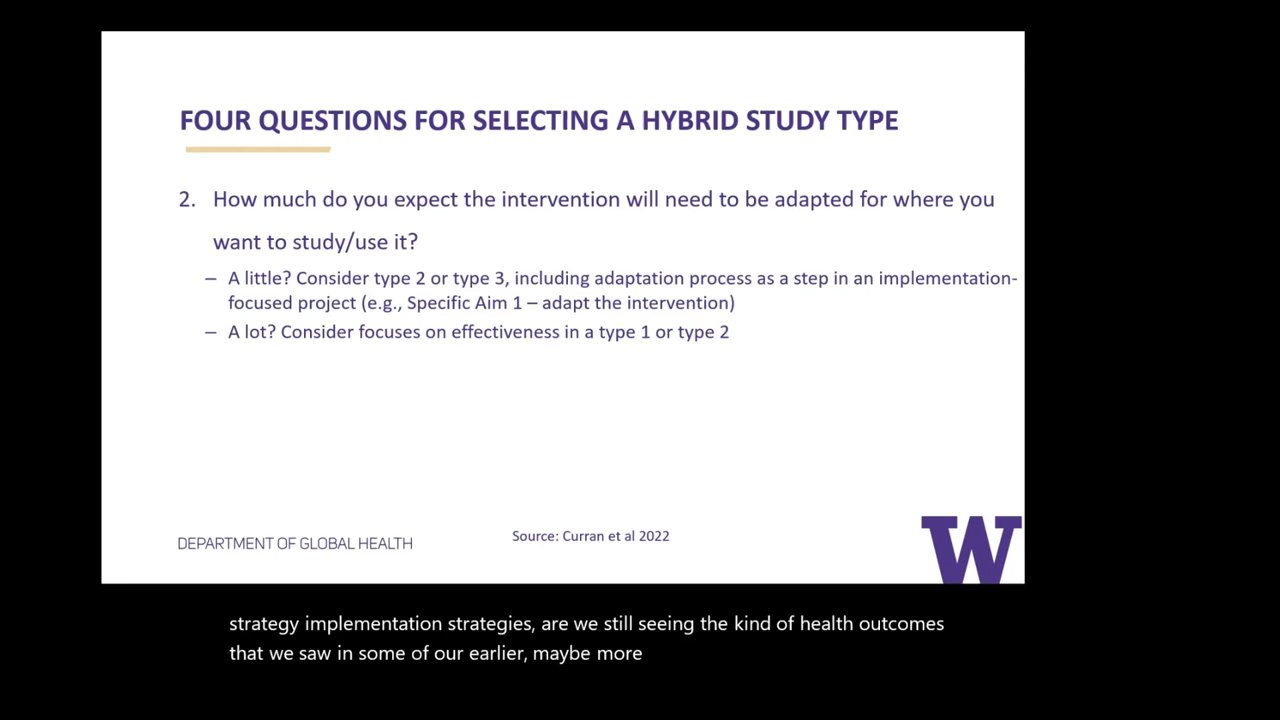 FOUR QUESTIONS FOR SELECTING A HYBRID STUDY TYPE
2. How much do you expect the intervention will need to be adapted for where you
want to study/use it?
– A little? Consider type 2 or type 3, including adaptation process as a step in an implementation-
focused project (e.g., Specific Aim 1 – adapt the intervention)
– A lot? Consider focuses on effectiveness in a type 1 or type 2
DEPARTMENT OF GLOBAL HEALTH
Source: Curran et al 2022
W
strategy implementation strategies, are we still seeing the kind of health outcomes
that we saw in some of our earlier, maybe more